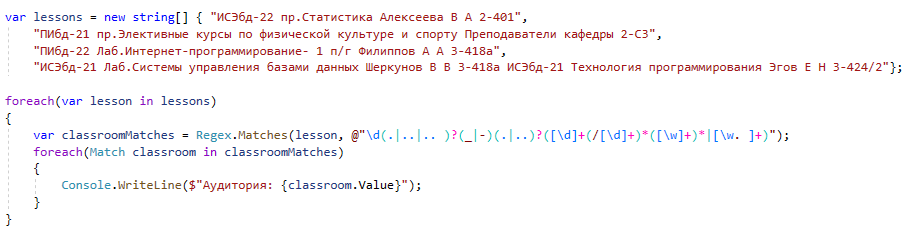 var lessons = new string[] { "ИСЭбд-22 пр.Статистика Алексеева В А 2-401",
"ПИбд-21 пр.Элективные курсы по физической культуре и спорту Преподаватели кафедры 2-С3",
"ПИбд-22 Лаб.Интернет-программирование- 1 п/г Филиппов А А 3-418а",
"ИСЭбд-21 Лаб.Системы управления базами данных Шеркунов В В 3-418а ИСЭбд-21 Технология программирования Эгов Е Н 3-424/2"};
foreach(var lesson in lessons)
{
var classroomMatches = Regex.Matches(lesson, @"\d(.|..|.. )?(_|-)(.|..)?([\d]+(/[\d]+)*([\w]+)*|[\w. ]+)");
foreach(Match classroom in classroomMatches)
{
Console.WriteLine($"Аудитория: {classroom.Value}");
}
}